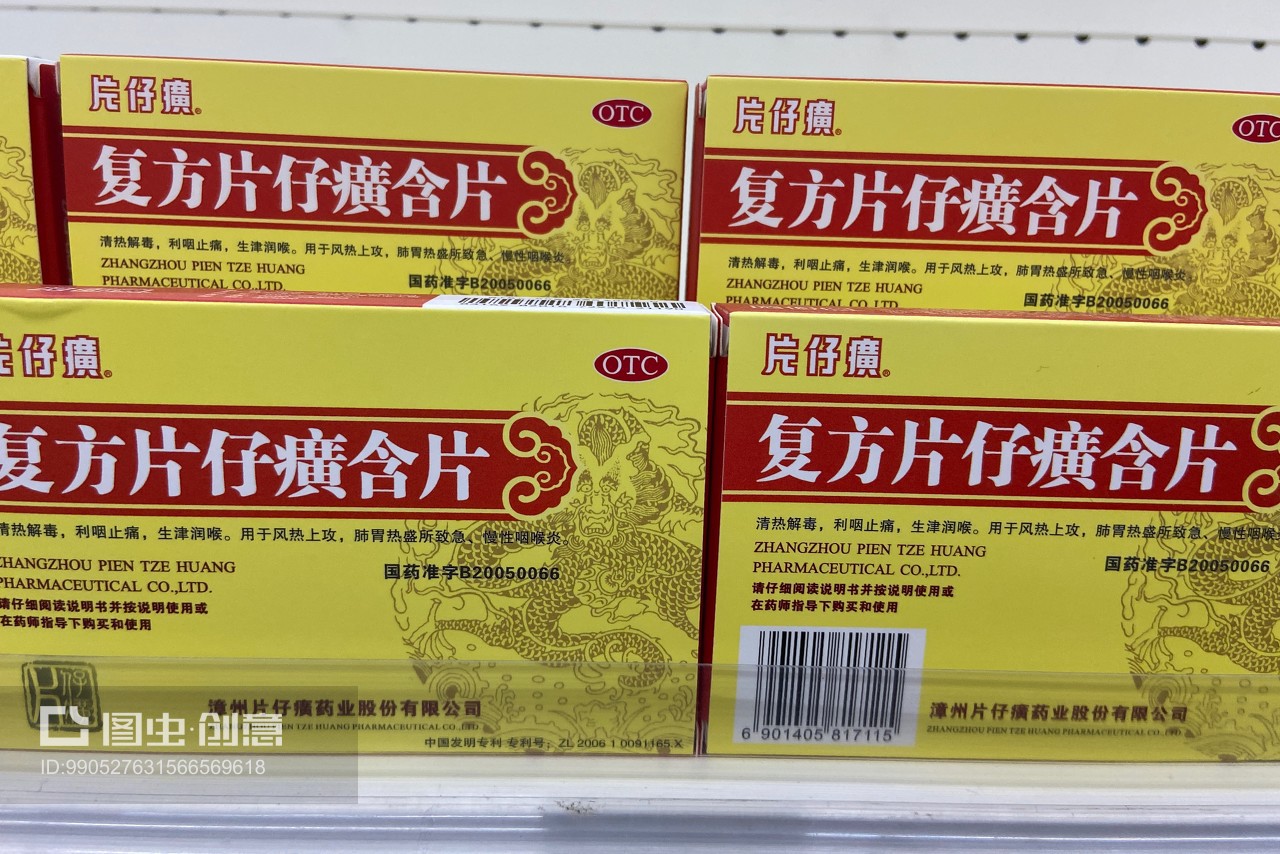 片仔癀®
OTC
复方片仔癀含片
清热解毒，利咽止痛，生津润喉。用于风热上攻，肺胃热盛所致急、慢性咽喉炎。
ZHANGZHOU PIEN TZE HUANG
PHARMACEUTICAL CO.,LTD.
国药准字B20050066
片仔癀®
OTC
复方片仔癀含片
清热解毒，利咽止痛，生津润喉。用于风热上攻，肺胃热盛所致急、慢性咽喉炎。
ZHANGZHOU PIEN TZE HUANG
PHARMACEUTICAL CO.,LTD.
国药准字B20050066
片仔癀®
OTC
复方片仔癀含片
清热解毒，利咽止痛，生津润喉。用于风热上攻，肺胃热盛所致急、慢性咽喉炎。
ZHANGZHOU PIEN TZE HUANG
PHARMACEUTICAL CO.,LTD.
国药准字B20050066
请仔细阅读说明书并按说明使用或
在药师指导下购买和使用
漳州片仔癀药业股份有限公司
ZHANGZHOU PIEN TZE HUANG PHARMACEUTICAL CO.,LTD.
中国发明专利 专利号：ZL 2006 1 0091165.X
片仔癀®
复方片仔癀含片
清热解毒，利咽止痛，生津润喉。用于风热上攻，肺胃热盛所致急、慢性咽喉炎
ZHANGZHOU PIEN TZE HUANG
PHARMACEUTICAL CO.,LTD.
国药准字B20050066
请仔细阅读说明书并按说明使用或
在药师指导下购买和使用
6 901405 817115
漳州片仔癀药业股份有限公司
ZHANGZHOU PIEN TZE HUANG PHARMACEUTICAL CO.,LTD.
图虫·创意
ID:990527631566569618